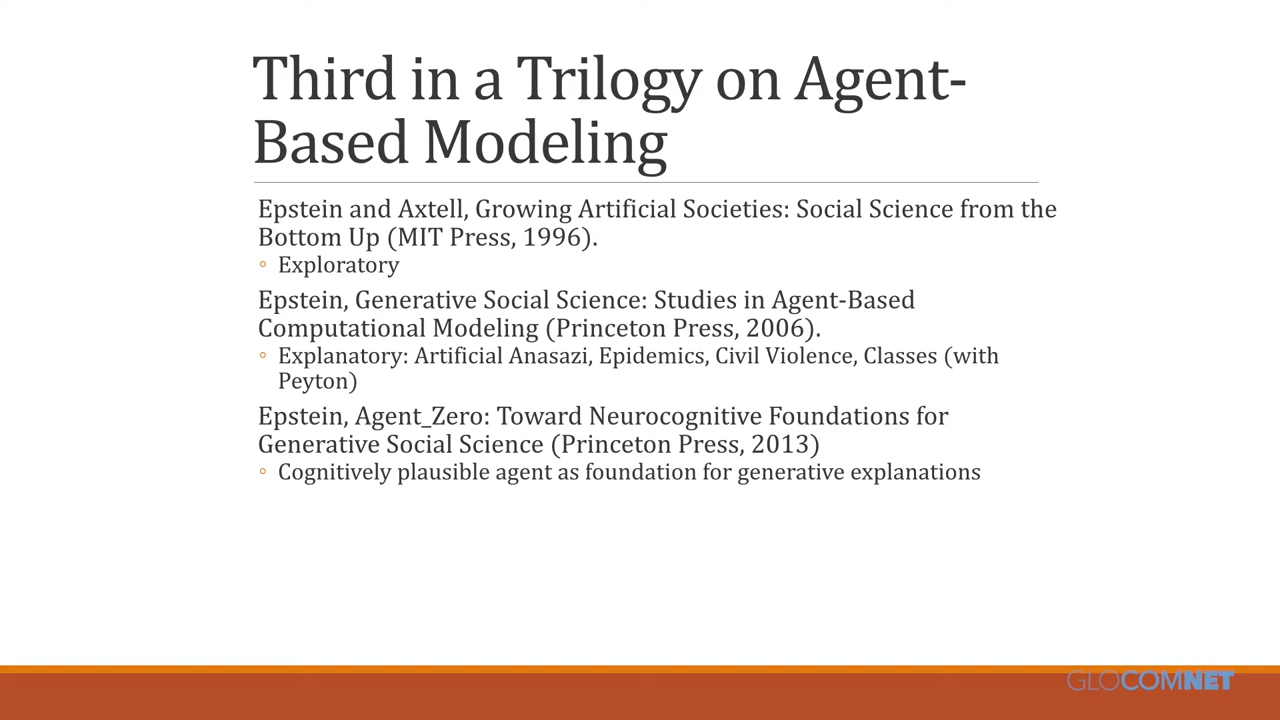 Third in a Trilogy on Agent-
Based Modeling
Epstein and Axtell, Growing Artificial Societies: Social Science from the
Bottom Up (MIT Press, 1996).
◦ Exploratory
Epstein, Generative Social Science: Studies in Agent-Based
Computational Modeling (Princeton Press, 2006).
◦ Explanatory: Artificial Anasazi, Epidemics, Civil Violence, Classes (with
Peyton)
Epstein, Agent_Zero: Toward Neurocognitive Foundations for
Generative Social Science (Princeton Press, 2013)
◦ Cognitively plausible agent as foundation for generative explanations
GLOCOMNET